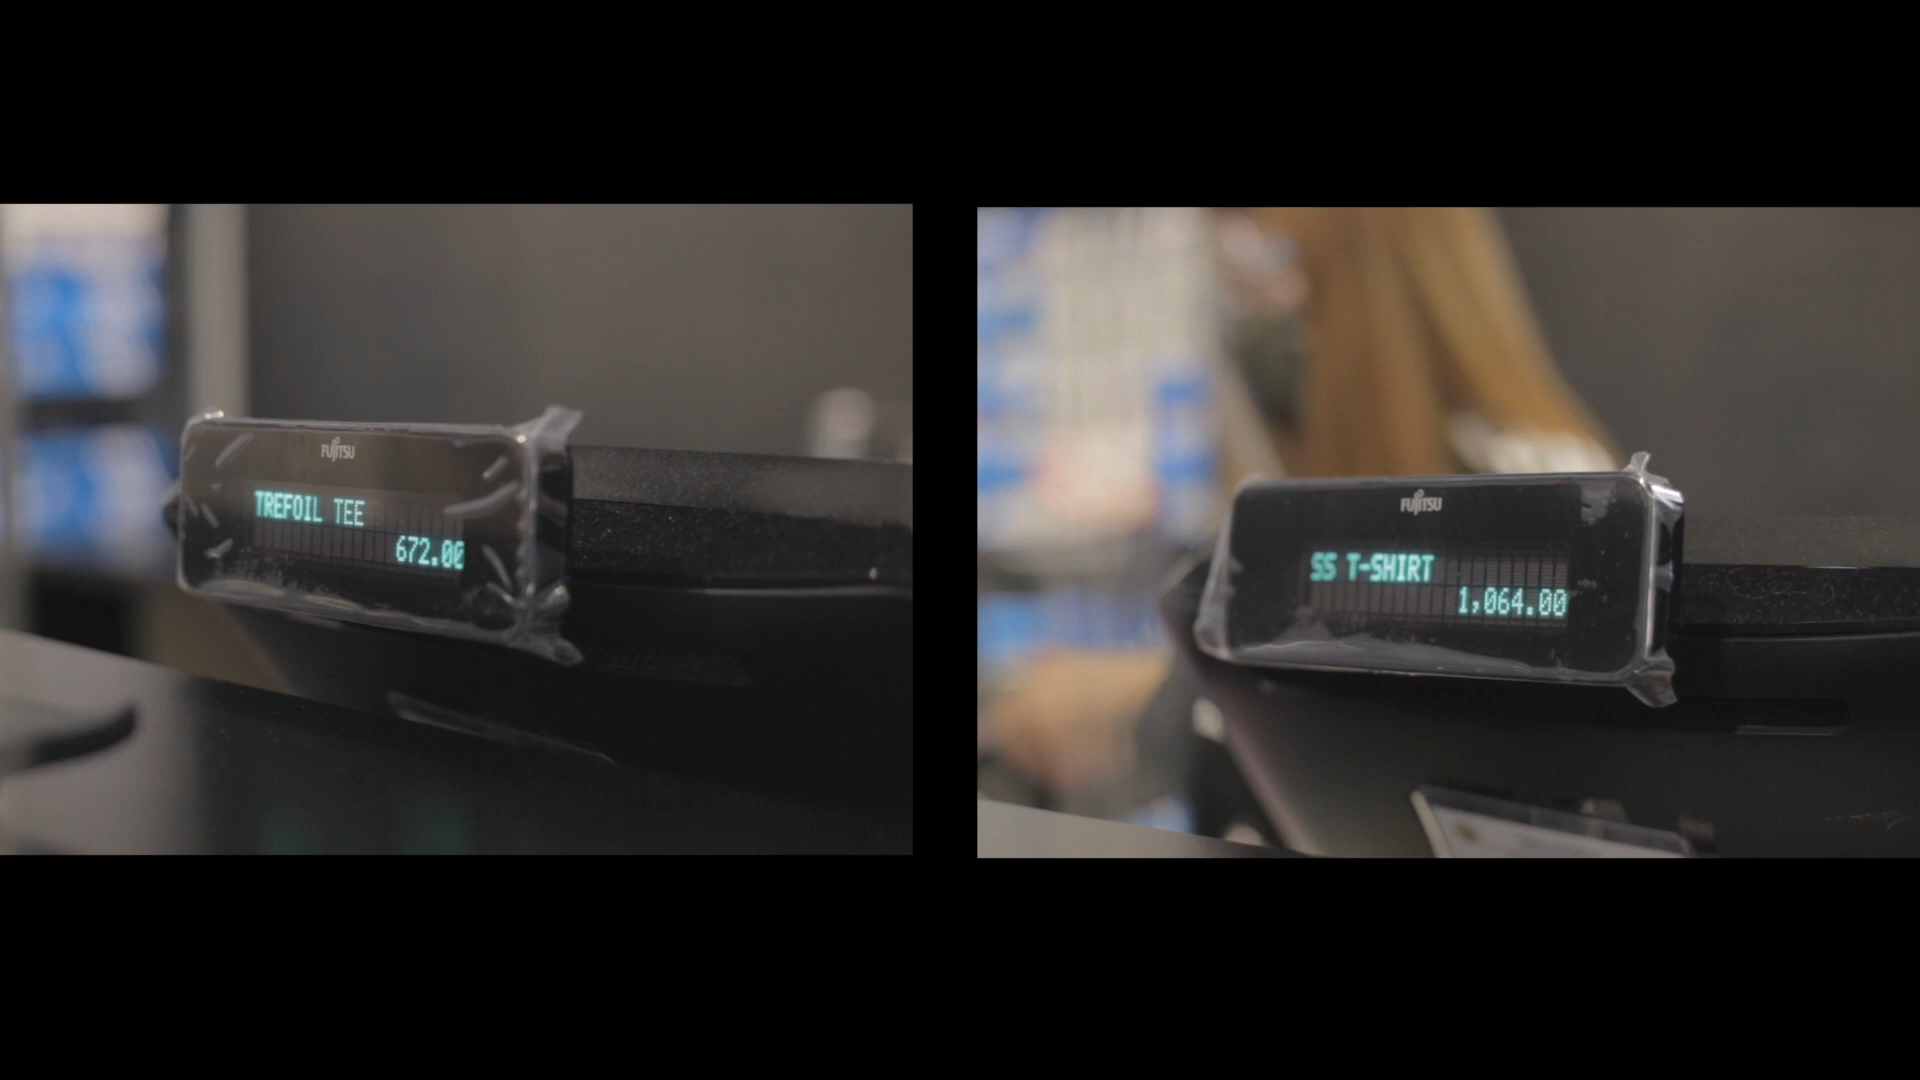 FUJITSU
TREFOIL TEE
672.00
FUJITSU
SS T-SHIRT
1,064.00